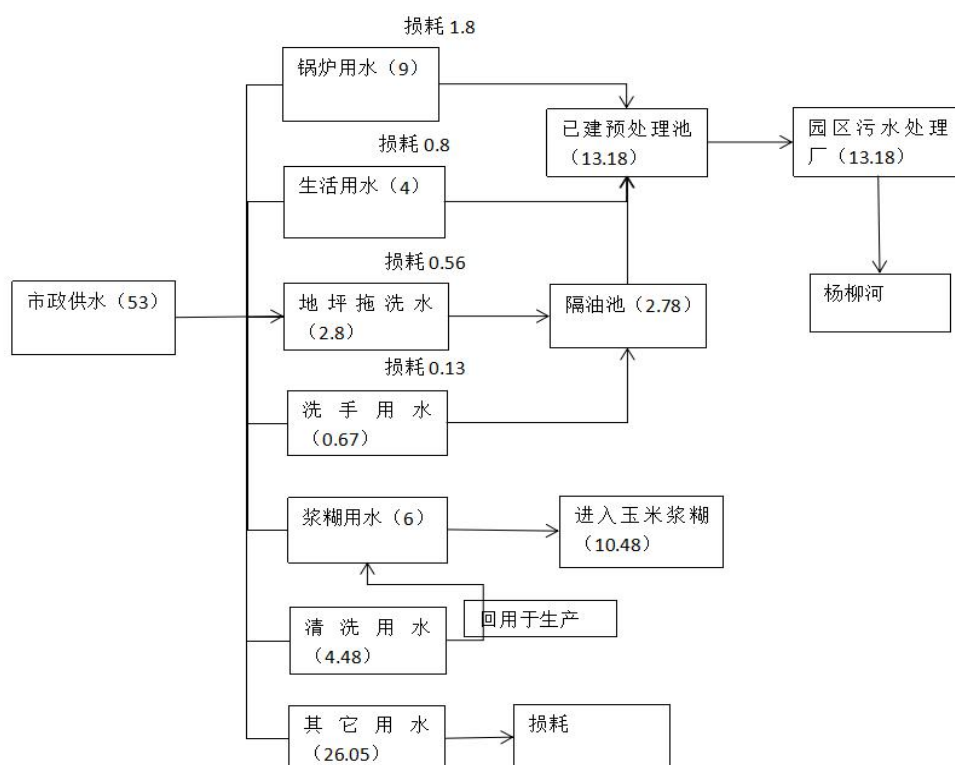 损耗 1.8
锅炉用水（9）
已建预处理池
（13.18）
园区污水处理
厂（13.18）
损耗 0.8
生活用水（4）
损耗 0.56
市政供水（53）
地坪拖洗水
（2.8）
隔油池（2.78）
杨柳河
损耗 0.13
洗手用水
（0.67）
浆糊用水（6）
进入玉米浆糊
（10.48）
回用于生产
清洗用水
（4.48）
其它用水
（26.05）
损耗